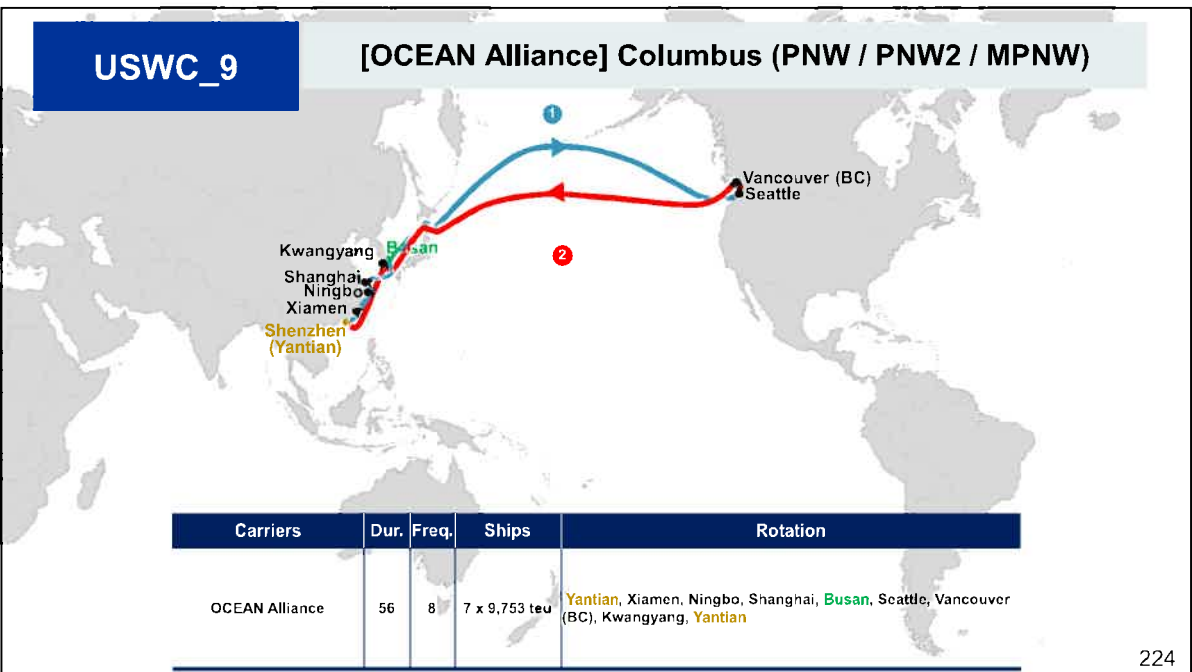 USWC_9
[OCEAN Alliance] Columbus (PNW / PNW2 / MPNW)
1
Vancouver (BC)
Seattle
Kwangyang
Busan
2
Shanghai
Ningbo
Xiamen
Shenzhen
(Yantian)
Carriers Dur. Freq. Ships Rotation
OCEAN Alliance 56 8 7 x 9,753 teu Yantian, Xiamen, Ningbo, Shanghai, Busan, Seattle, Vancouver
(BC), Kwangyang, Yantian
224